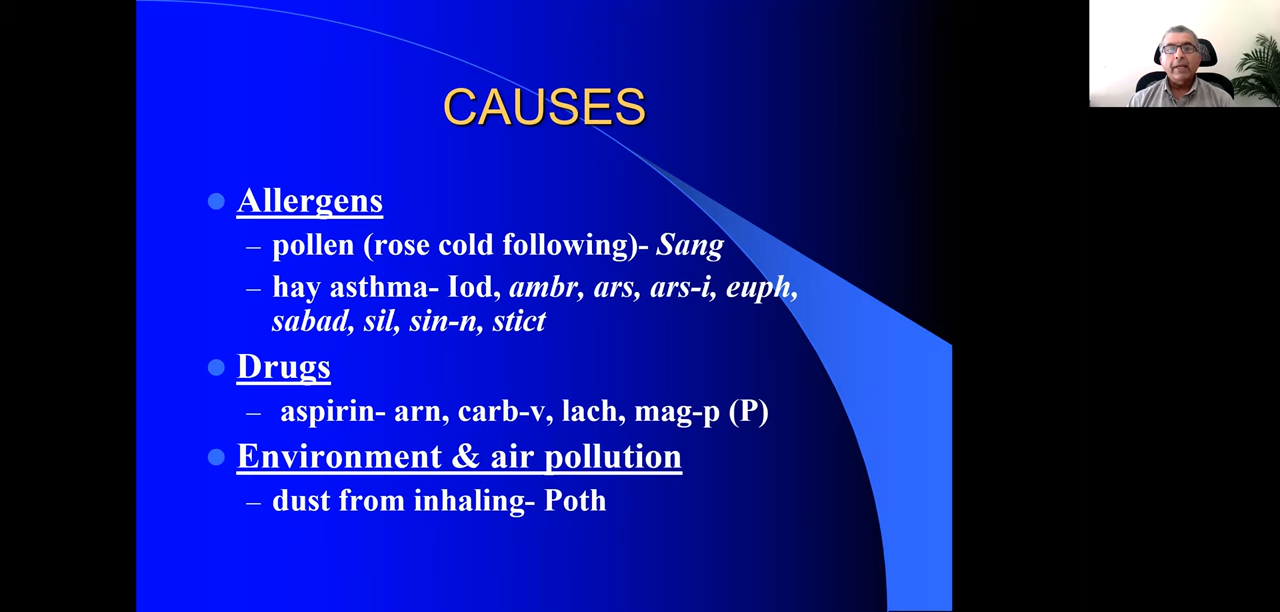 CAUSES
Allergens
– pollen (rose cold following)- Sang
– hay asthma- Iod, ambr, ars, ars-i, euph,
sabad, sil, sin-n, stict
Drugs
– aspirin- arn, carb-v, lach, mag-p (P)
Environment & air pollution
– dust from inhaling- Poth